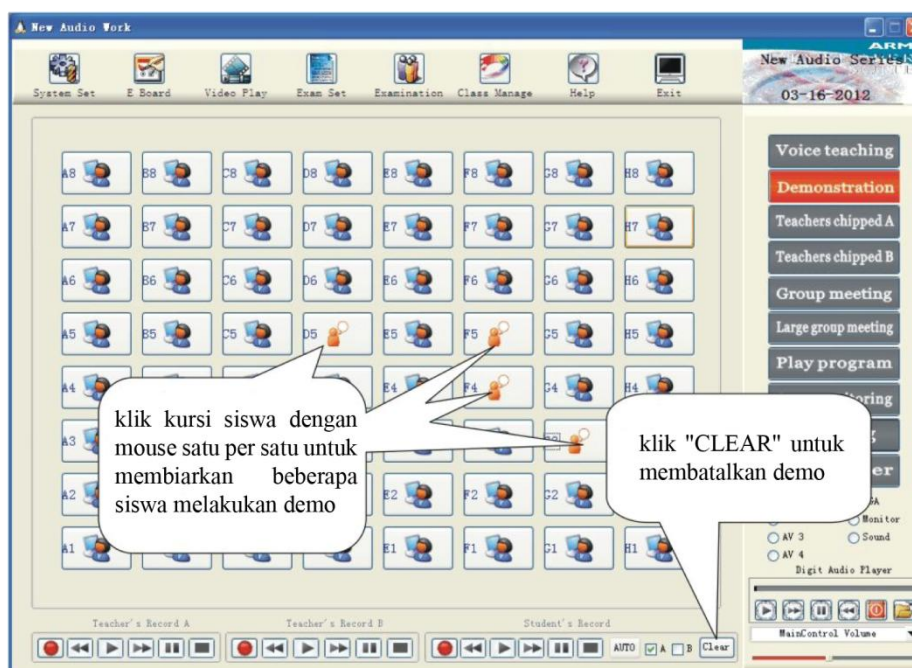 New Audio Work
System Set E Board Video Play Exam Set Examination Class Manage Help Exit
ARM
New Audio Series
03-16-2012
A8 B8 C8 D8 E8 F8 G8 H8
A7 B7 C7 D7 E7 F7 G7 H7
A6 B6 C6 D6 E6 F6 G6 H6
A5 B5 C5 D5 E5 F5 G5 H5
A4 E4 F4 G4 H4
A3
A2 E2 F2 G2
A1 E1 F1 G1 H1
klik kursi siswa dengan
mouse satu per satu untuk
membiarkan beberapa
siswa melakukan demo
klik "CLEAR" untuk
membatalkan demo
Voice teaching
Demonstration
Teachers chipped A
Teachers chipped B
Group meeting
Large group meeting
Play program
Monitor
AV 3 Sound
AV 4
Digit Audio Player
MainControl Volume
Teacher's Record A Teacher's Record B Student's Record
AUTO A B Clear